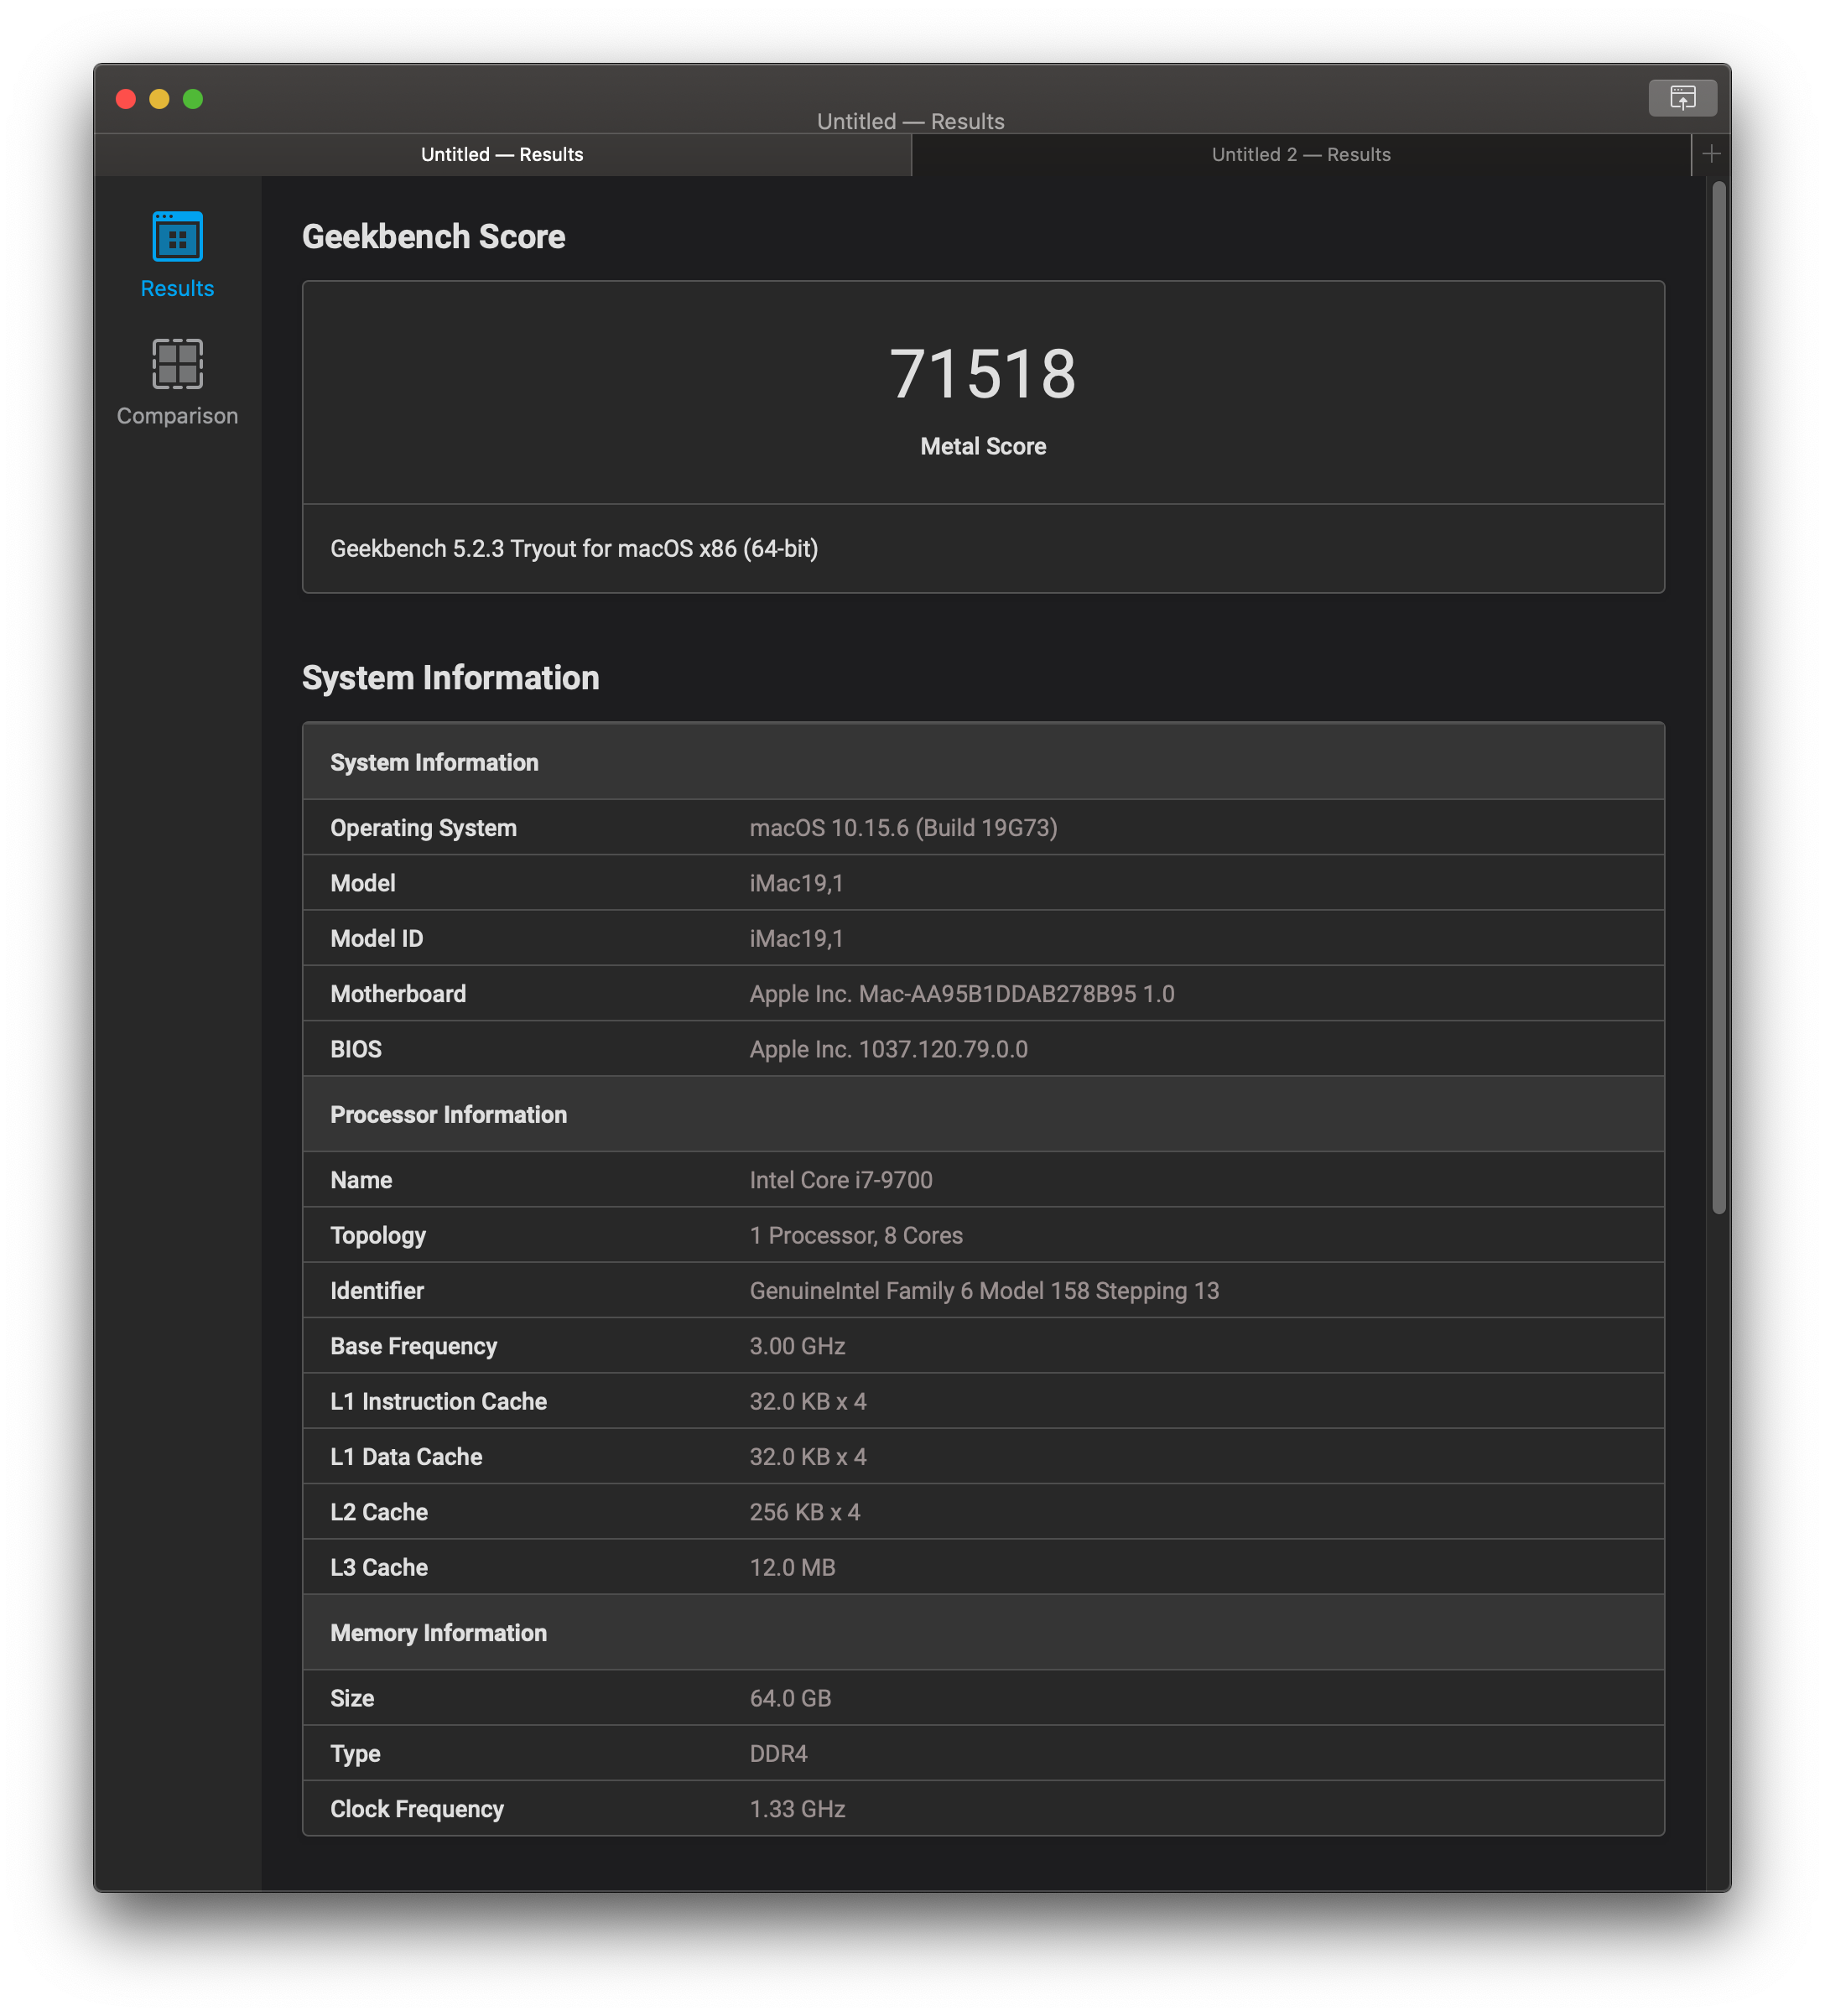 Untitled — Results
Untitled — Results
Untitled 2 — Results
Results
Comparison
Geekbench Score
71518
Metal Score
Geekbench 5.2.3 Tryout for macOS x86 (64-bit)
System Information
System Information
Operating System macOS 10.15.6 (Build 19G73)
Model iMac19,1
Model ID iMac19,1
Motherboard Apple Inc. Mac-AA95B1DDAB278B95 1.0
BIOS Apple Inc. 1037.120.79.0.0
Processor Information
Name Intel Core i7-9700
Topology 1 Processor, 8 Cores
Identifier GenuineIntel Family 6 Model 158 Stepping 13
Base Frequency 3.00 GHz
L1 Instruction Cache 32.0 KB x 4
L1 Data Cache 32.0 KB x 4
L2 Cache 256 KB x 4
L3 Cache 12.0 MB
Memory Information
Size 64.0 GB
Type DDR4
Clock Frequency 1.33 GHz